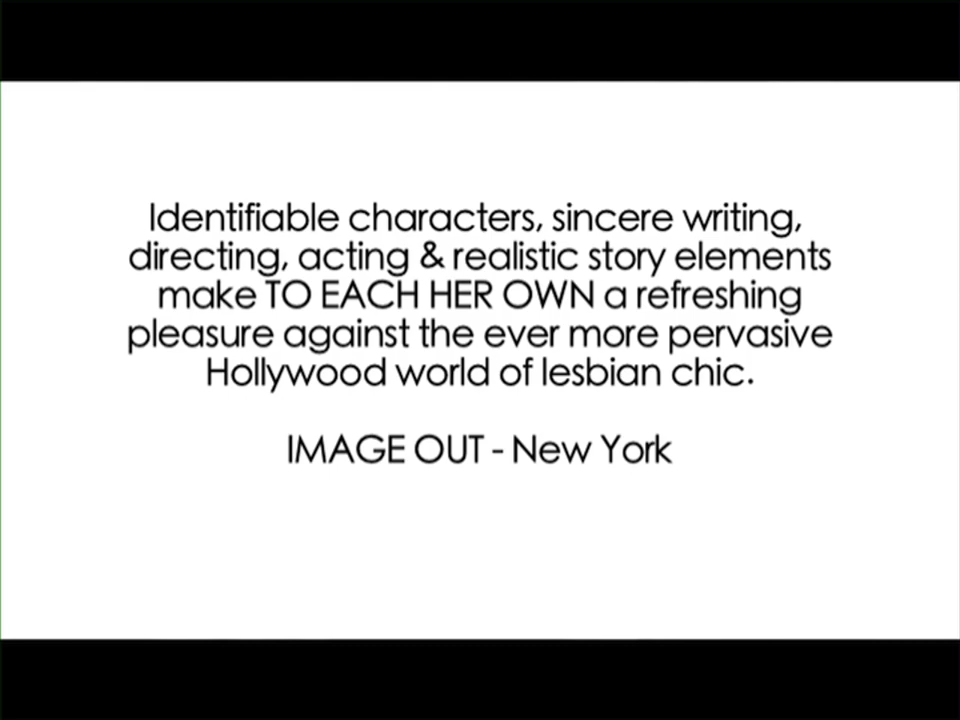 Identifiable characters, sincere writing,
directing, acting & realistic story elements
make TO EACH HER OWN a refreshing
pleasure against the ever more pervasive
Hollywood world of lesbian chic.
IMAGE OUT - New York